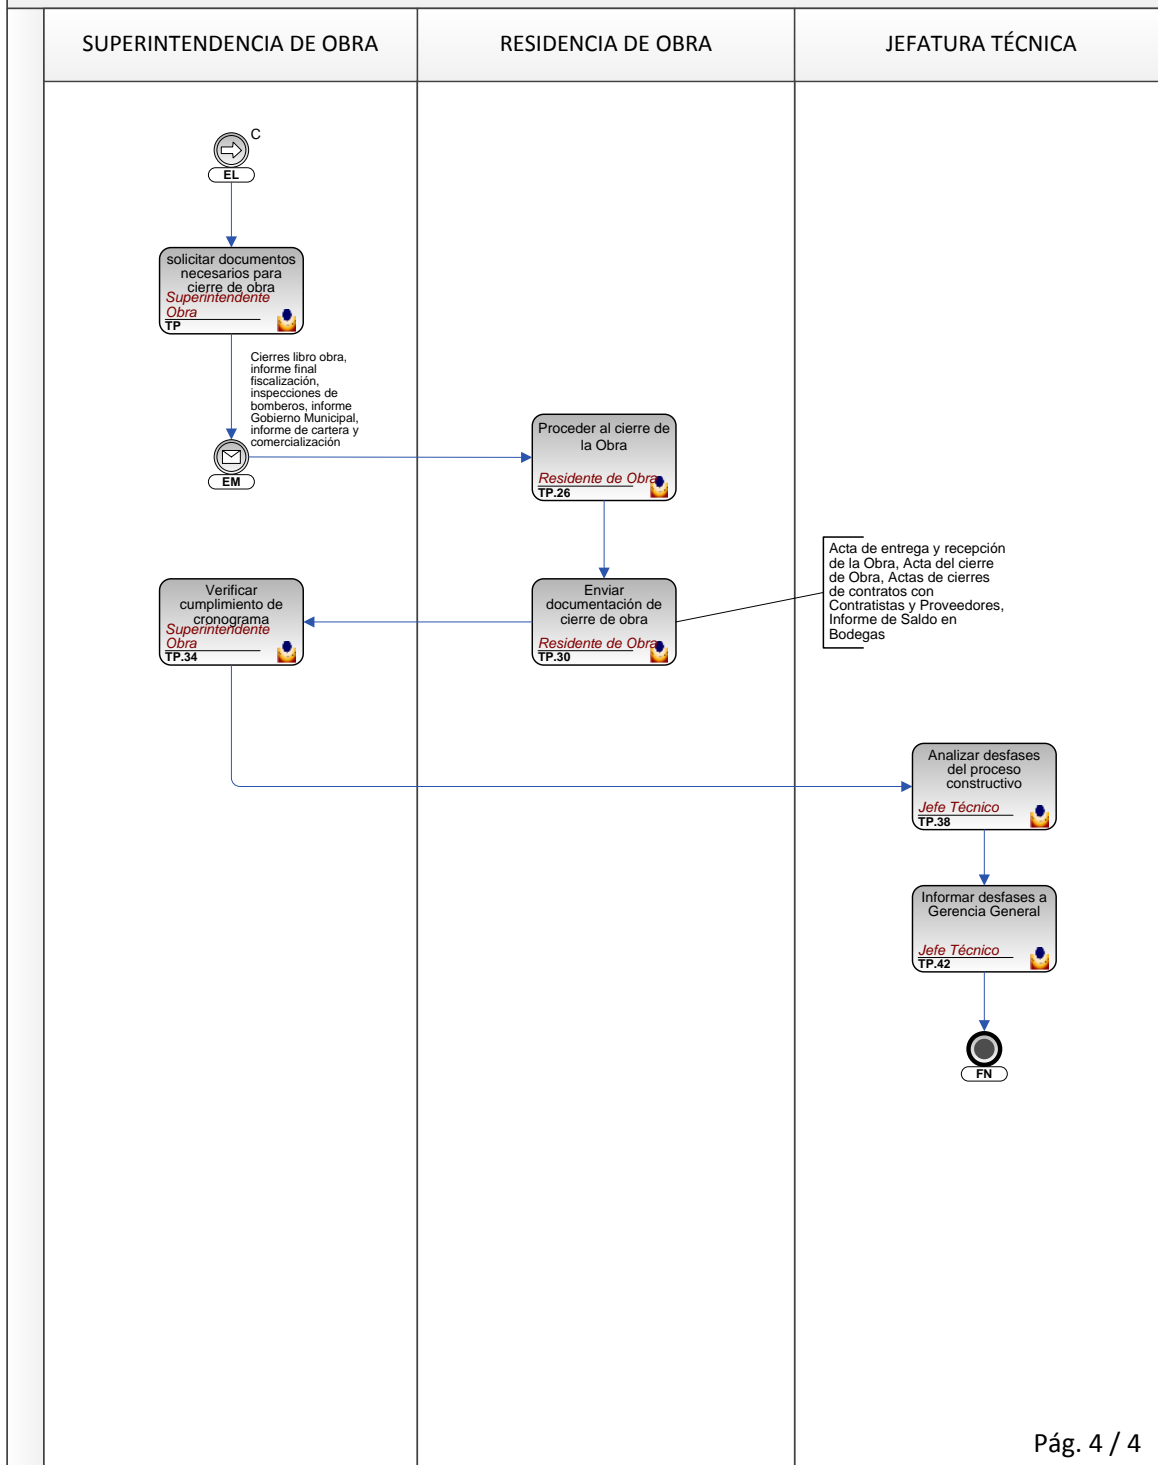 SUPERINTENDENCIA DE OBRA
RESIDENCIA DE OBRA
JEFATURA TÉCNICA
C
EL
solicitar documentos
necesarios para
cierre de obra
Superintendente
Obra
TP
Cierres libro obra,
informe final
fiscalización,
inspecciones de
bomberos, informe
Gobierno Municipal,
informe de cartera y
comercialización
EM
Proceder al cierre de
la Obra
Residente de Obra
TP.26
Enviar
documentación de
cierre de obra
Residente de Obra
TP.30
Acta de entrega y recepción
de la Obra, Acta del cierre
de Obra, Actas de cierres
de contratos con
Contratistas y Proveedores,
Informe de Saldo en
Bodegas
Verificar
cumplimiento de
cronograma
Superintendente
Obra
TP.34
Analizar desfases
del proceso
constructivo
Jefe Técnico
TP.38
Informar desfases a
Gerencia General
Jefe Técnico
TP.42
FN
Pág. 4 / 4